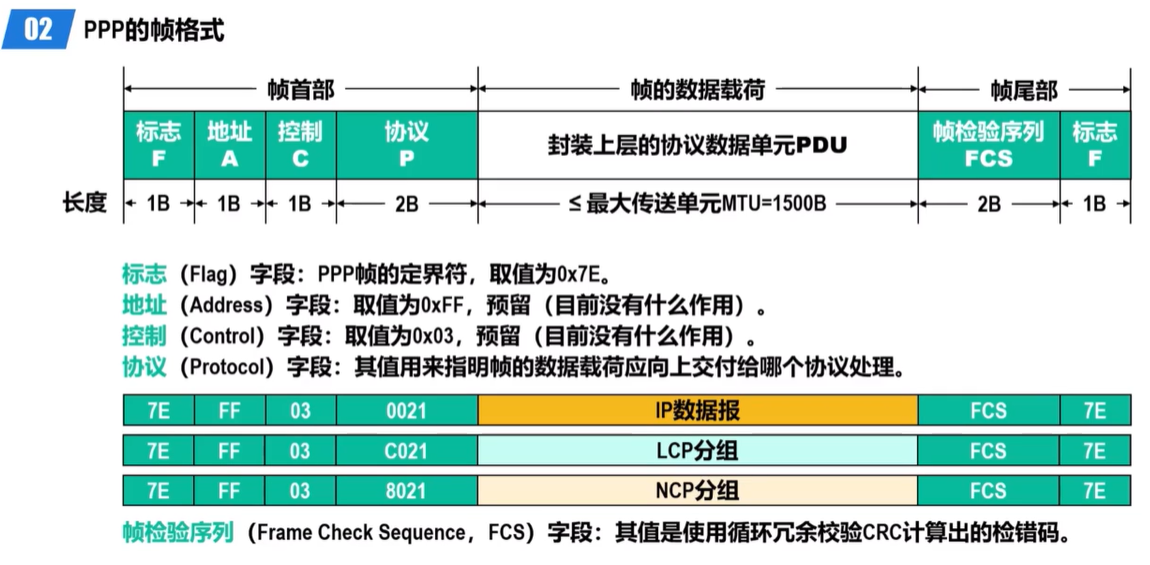 02 PPP的帧格式
帧首部 帧的数据载荷 帧尾部
标志 地址 控制 协议 封装上层的协议数据单元PDU 帧检验序列 标志
F A C P FCS F
长度 1B 1B 1B 2B ≤最大传送单元MTU=1500B 2B 1B
标志（Flag）字段：PPP帧的定界符，取值为0x7E。
地址（Address）字段：取值为0xFF，预留（目前没有什么作用）。
控制（Control）字段：取值为0x03，预留（目前没有什么作用）。
协议（Protocol）字段：其值用来指明帧的数据载荷应向上交付给哪个协议处理。
7E FF 03 0021 IP数据报 FCS 7E
7E FF 03 C021 LCP分组 FCS 7E
7E FF 03 8021 NCP分组 FCS 7E
帧检验序列（Frame Check Sequence，FCS）字段：其值是使用循环冗余校验CRC计算出的检错码。